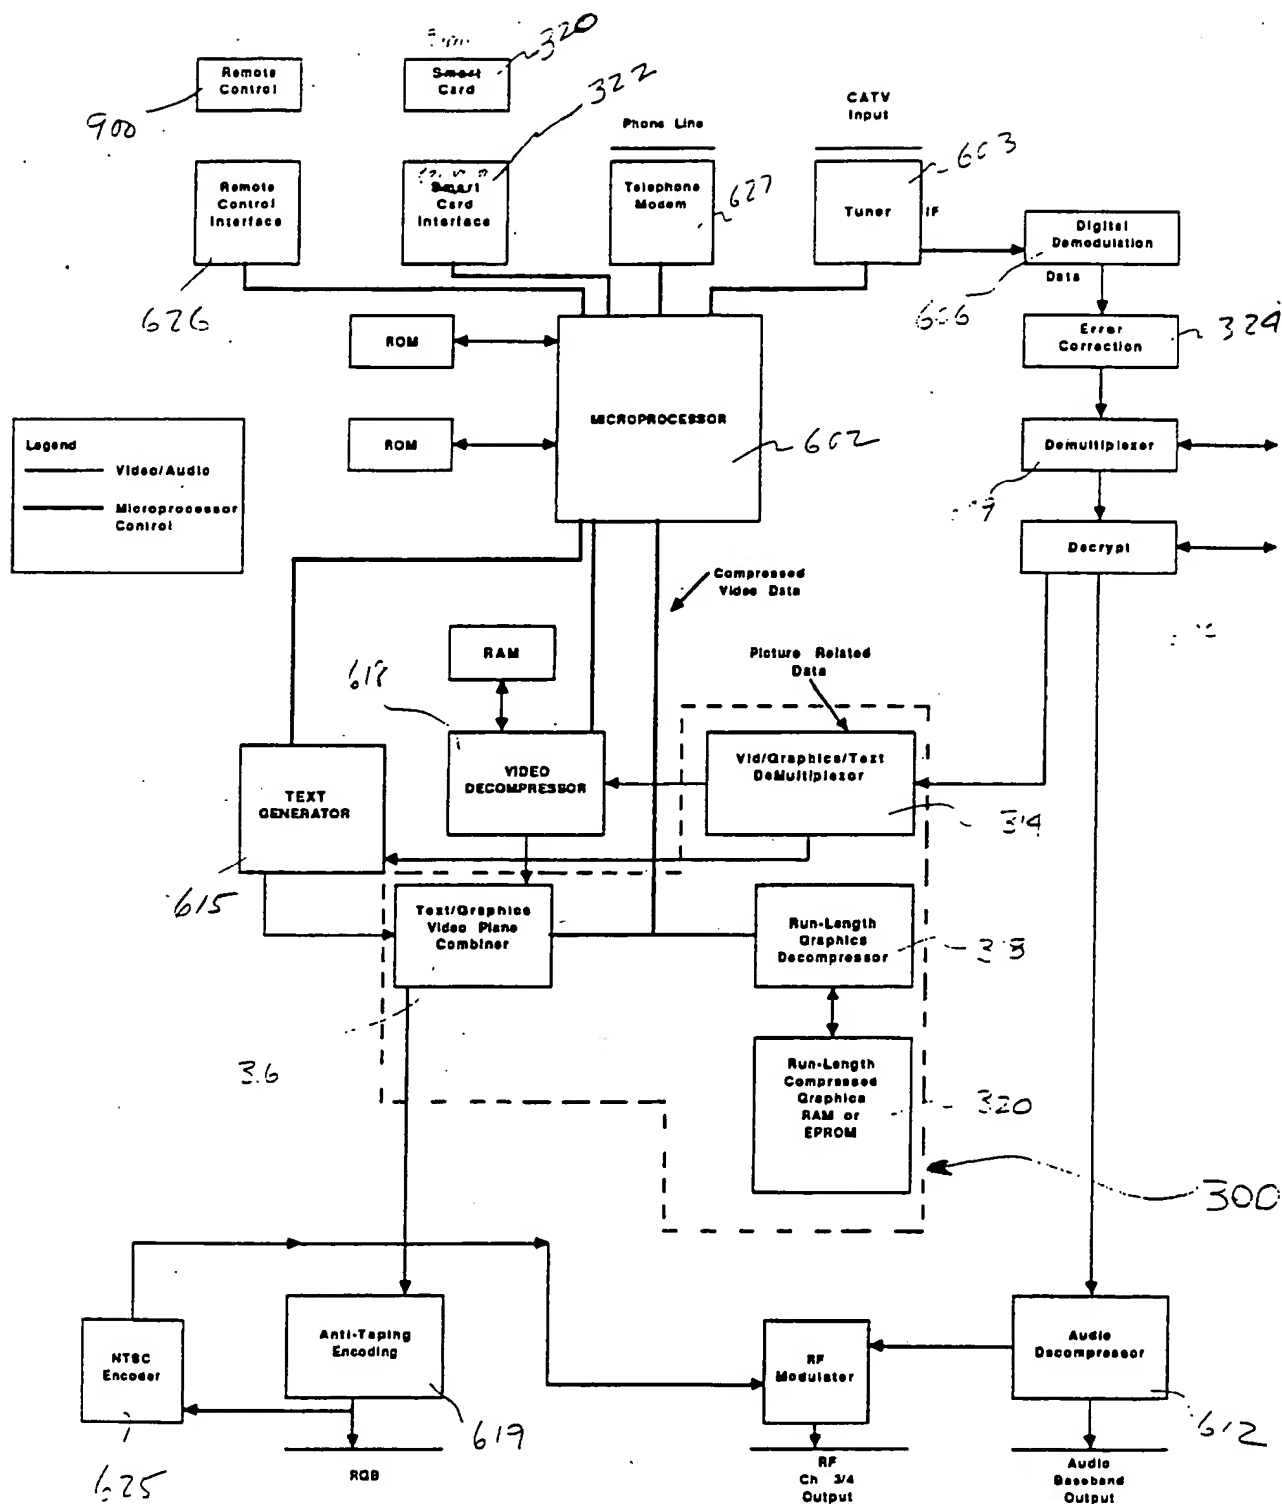 320
Remote
Control
Smart
Card
900
322
CATV
Input
Phone Line
603
Remote
Control
Interface
Smart
Card
Interface
Telephone
Modem
627
Tuner
IF
Digital
Demodulation
Data
626
606
ROM
Error
Correction
324
MICROPROCESSOR
602
ROM
Demultiplexer
Legend
Video/Audio
Microprocessor
Control
Decrypt
Compressed
Video Data
RAM
Picture Related
Data
618
Vid/Graphics/Text
DeMultiplexor
VIDEO
DECOMPRESSOR
TEXT
GENERATOR
314
615
Text/Graphics
Video Plane
Combiner
Run-Length
Graphics
Decompressor
Run-Length
Compressed
Graphics
RAM or
EPROM
320
300
Anti-Taping
Encoding
NTSC
Encoder
RF
Modulater
Audio
Decompressor
619
612
625
RGB
RF
Ch 3/4
Output
Audio
Baseband
Output